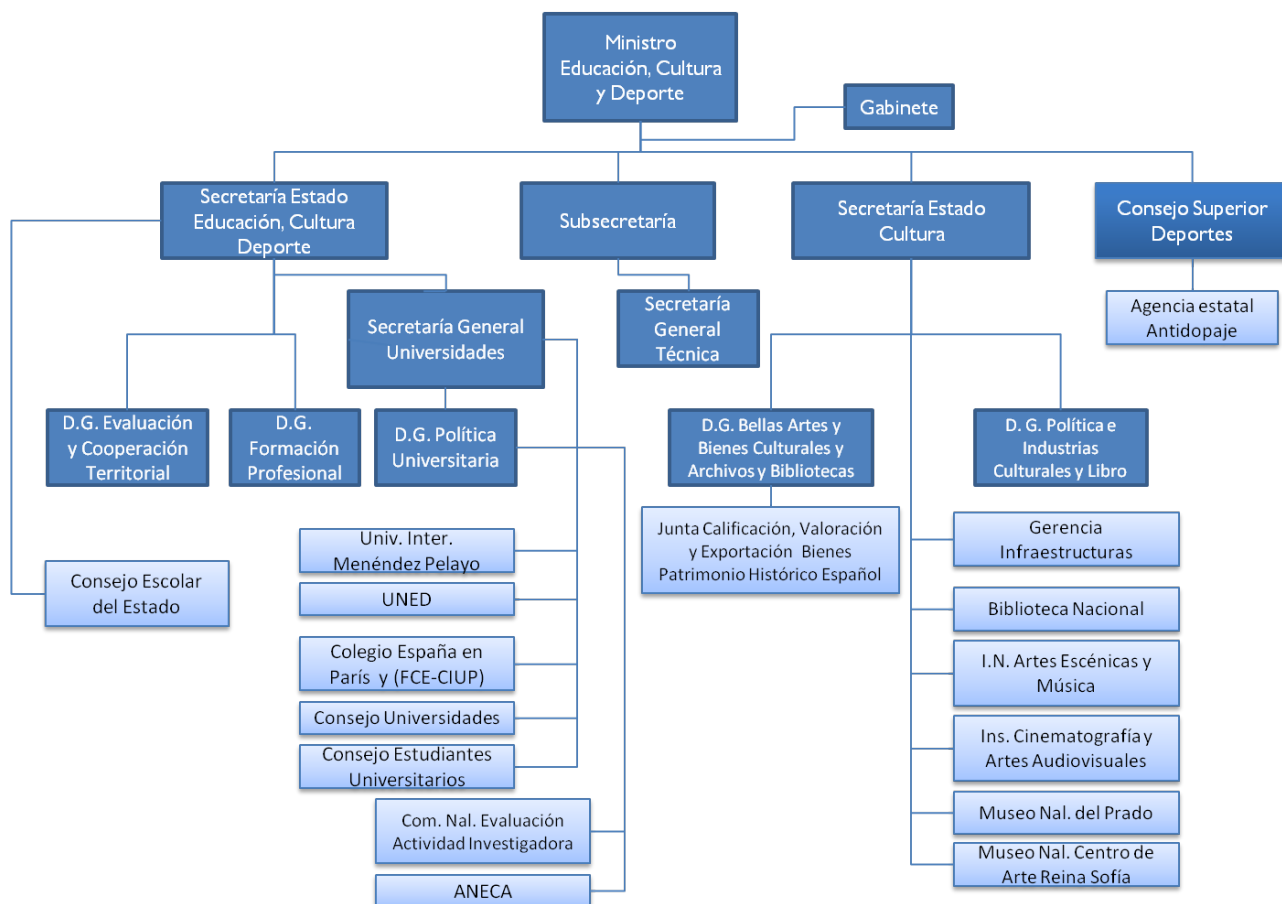 Ministro
Educación, Cultura
y Deporte
Gabinete
Secretaría Estado
Educación, Cultura
Deporte
Subsecretaría
Secretaría Estado
Cultura
Consejo Superior
Deportes
Secretaría General
Universidades
Secretaría
General
Técnica
Agencia estatal
Antidopaje
D.G. Evaluación
y Cooperación
Territorial
D.G.
Formación
Profesional
D.G. Política
Universitaria
D.G. Bellas Artes y
Bienes Culturales y
Archivos y Bibliotecas
D. G. Política e
Industrias
Culturales y Libro
Consejo Escolar
del Estado
Univ. Inter.
Menéndez Pelayo
UNED
Colegio España en
París y (FCE-CIUP)
Consejo Universidades
Consejo Estudiantes
Universitarios
Com. Nal. Evaluación
Actividad Investigadora
ANECA
Junta Calificación, Valoración
y Exportación Bienes
Patrimonio Histórico Español
Gerencia
Infraestructuras
Biblioteca Nacional
I.N. Artes Escénicas y
Música
Ins. Cinematografía y
Artes Audiovisuales
Museo Nal. del Prado
Museo Nal. Centro de
Arte Reina Sofía